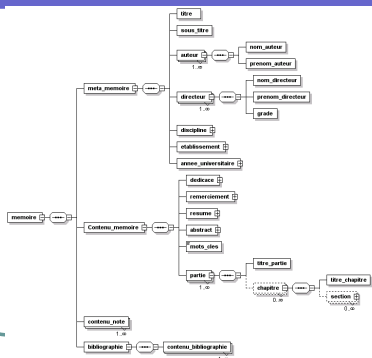 titre
sous_titre
auteur
1..∞
nom_auteur
prenom_auteur
directeur
1..∞
nom_directeur
prenom_directeur
grade
discipline
etablissement
annee_universitaire
meta_memoire
memoire
Contenu_memoire
dedicace
remerciement
resume
abstract
mots_cles
partie
1..∞
titre_partie
chapitre
0..∞
titre_chapitre
section
0..∞
contenu_note
1..∞
bibliographie
contenu_bibliographie